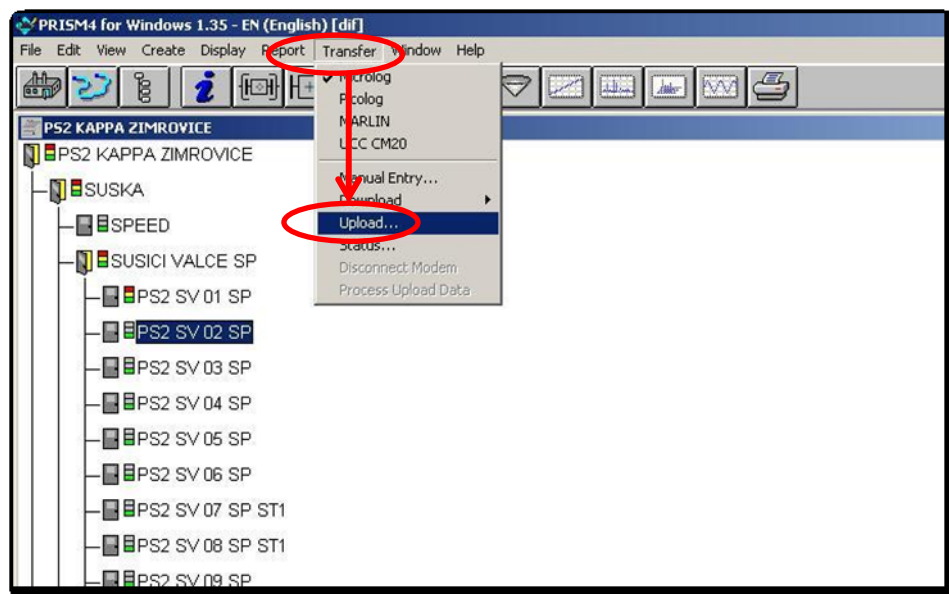 PRISM4 for Windows 1.35 - EN (English) [dif]
File Edit View Create Display Report Transfer Window Help
Microlog
Picolog
MARLIN
UCC CM20
Manual Entry...
Download
Upload...
Status...
Disconnect Modem
Process Upload Data
PS2 KAPPA ZIMROVICE
PS2 KAPPA ZIMROVICE
SUSKA
SPEED
SUSICI VALCE SP
PS2 SV 01 SP
PS2 SV 02 SP
PS2 SV 03 SP
PS2 SV 04 SP
PS2 SV 05 SP
PS2 SV 06 SP
PS2 SV 07 SP ST1
PS2 SV 08 SP ST1
PS2 SV 09 SP